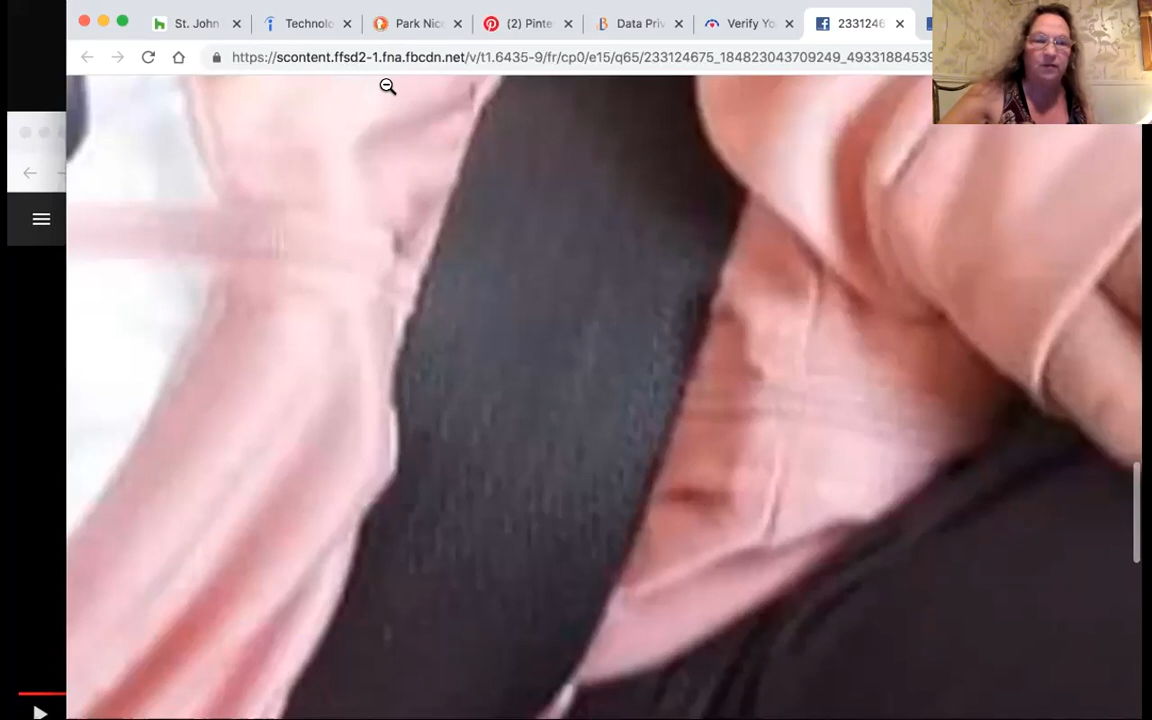 St. John
Technolo
Park Nic
(2) Pinte
Data Priv
Verify Yo
2331246
https://scontent.ffsd2-1.fna.fbcdn.net/v/t1.6435-9/fr/cp0/e15/q65/233124675_184823043709249_49331884539